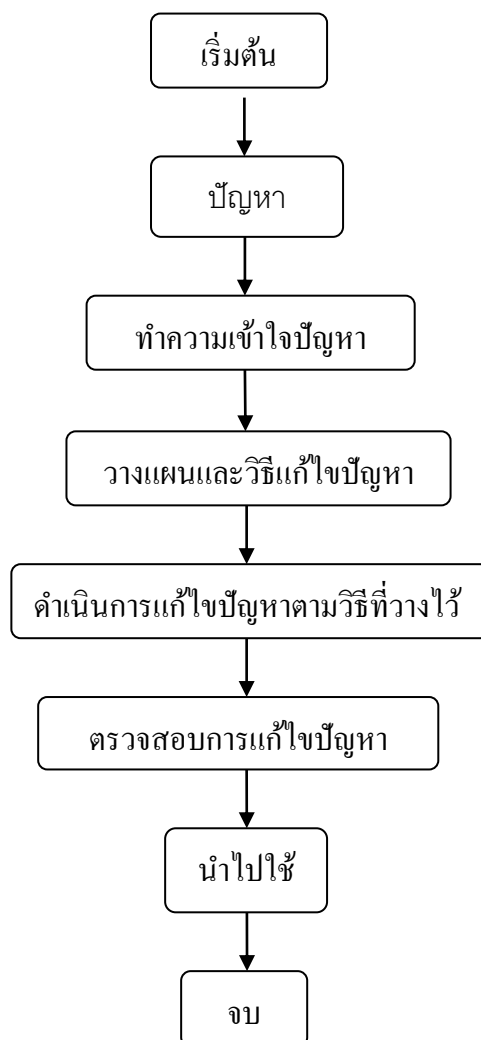 เริ่มต้น
ปัญหา
ทำความเข้าใจปัญหา
วางแผนและวิธีแก้ไขปัญหา
ดำเนินการแก้ไขปัญหาตามวิธีที่วางไว้
ตรวจสอบการแก้ไขปัญหา
นำไปใช้
จบ